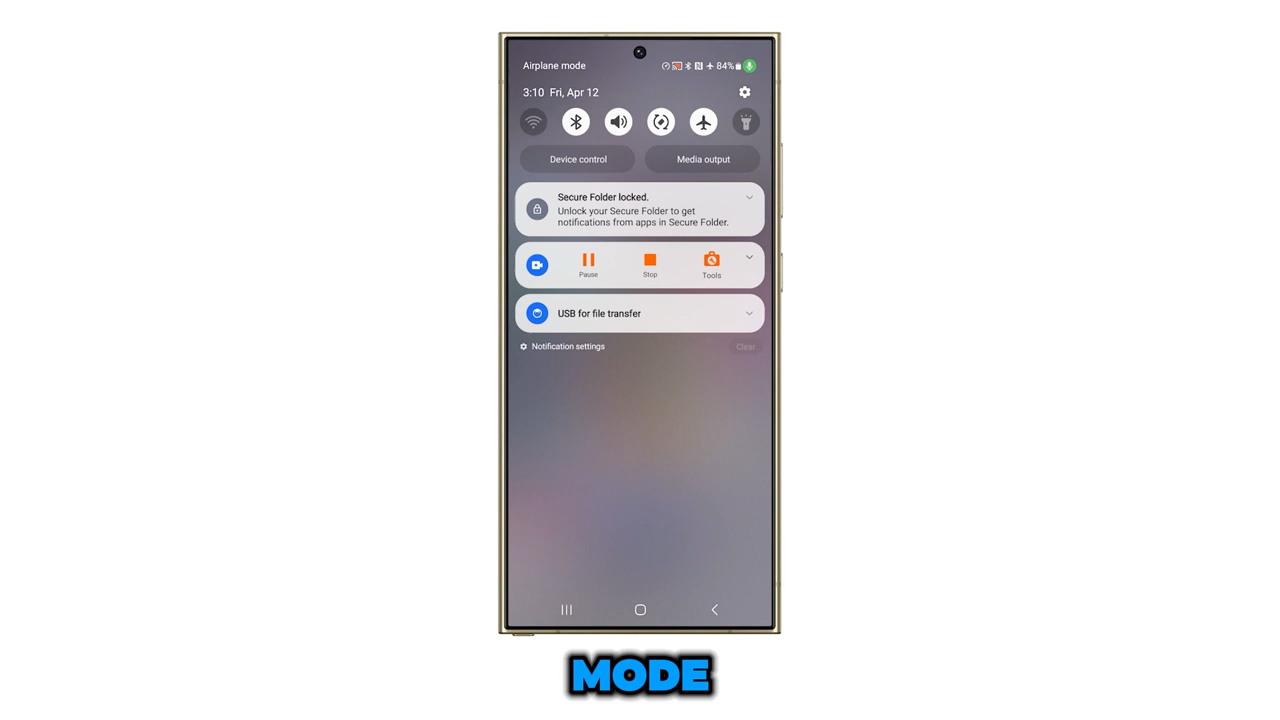 Airplane mode 84%
3:10 Fri, Apr 12
Device control Media output
Secure Folder locked.
Unlock your Secure Folder to get
notifications from apps in Secure Folder.
Pause Stop Tools
USB for file transfer
Notification settings Clear
MODE